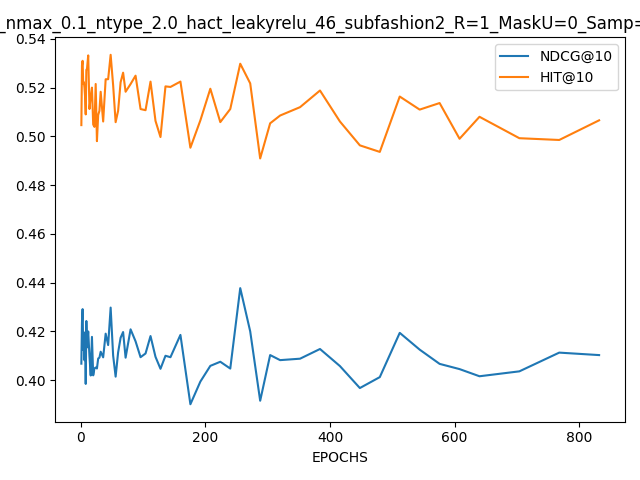 _nmax_0.1_ntype_2.0_hact_leakyrelu_46_subfashion2_R=1_MaskU=0_Samp=
0.54
0.52
0.50
0.48
0.46
0.44
0.42
0.40
NDCG@10
HIT@10
0 200 400 600 800
EPOCHS